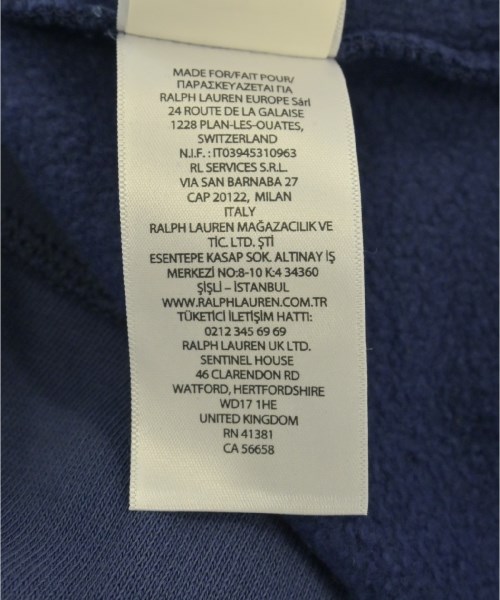 MADE FOR/FAIT POUR/
ΠΑΡΑΣΚΕΥΑΖΕΤΑΙ ΓΙΑ
RALPH LAUREN EUROPE Sárl
24 ROUTE DE LA GALAISE
1228 PLAN-LES-OUATES,
SWITZERLAND
N.I.F. : IT03945310963
RL SERVICES S.R.L.
VIA SAN BARNABA 27
CAP 20122, MILAN
ITALY
RALPH LAUREN MAĞAZACILIK VE
TİC. LTD. ŞTİ
ESENTEPE KASAP SOK. ALTINAY İŞ
MERKEZİ NO:8-10 K:4 34360
ŞİŞLİ – İSTANBUL
WWW.RALPHLAUREN.COM.TR
TÜKETİCİ İLETİŞİM HATTI:
0212 345 69 69
RALPH LAUREN UK LTD.
SENTINEL HOUSE
46 CLARENDON RD
WATFORD, HERTFORDSHIRE
WD17 1HE
UNITED KINGDOM
RN 41381
CA 56658